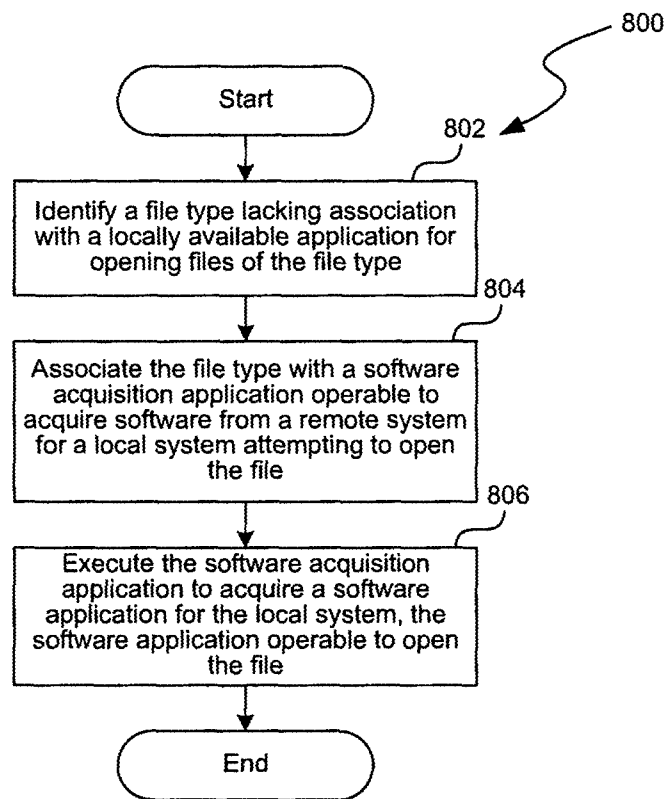 800
Start
802
Identify a file type lacking association
with a locally available application for
opening files of the file type
804
Associate the file type with a software
acquisition application operable to
acquire software from a remote system
for a local system attempting to open
the file
806
Execute the software acquisition
application to acquire a software
application for the local system, the
software application operable to open
the file
End